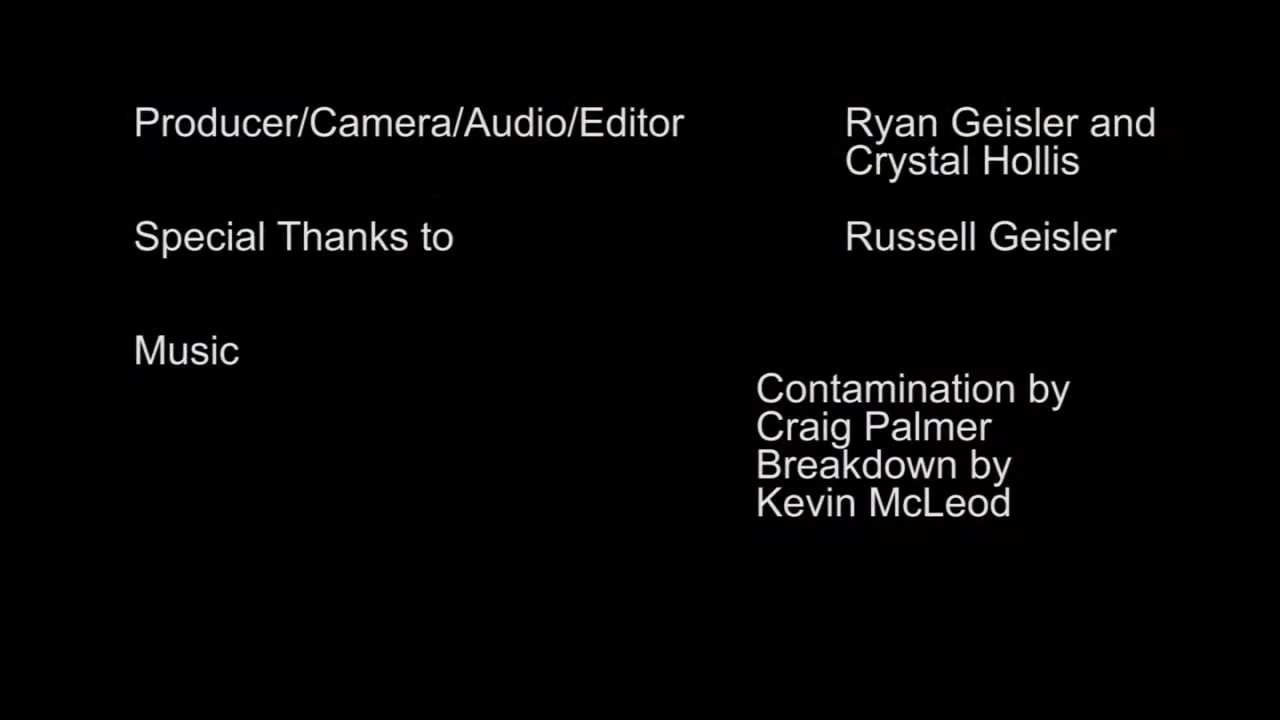 Producer/Camera/Audio/Editor Ryan Geisler and
Crystal Hollis
Special Thanks to Russell Geisler
Music
Contamination by
Craig Palmer
Breakdown by
Kevin McLeod